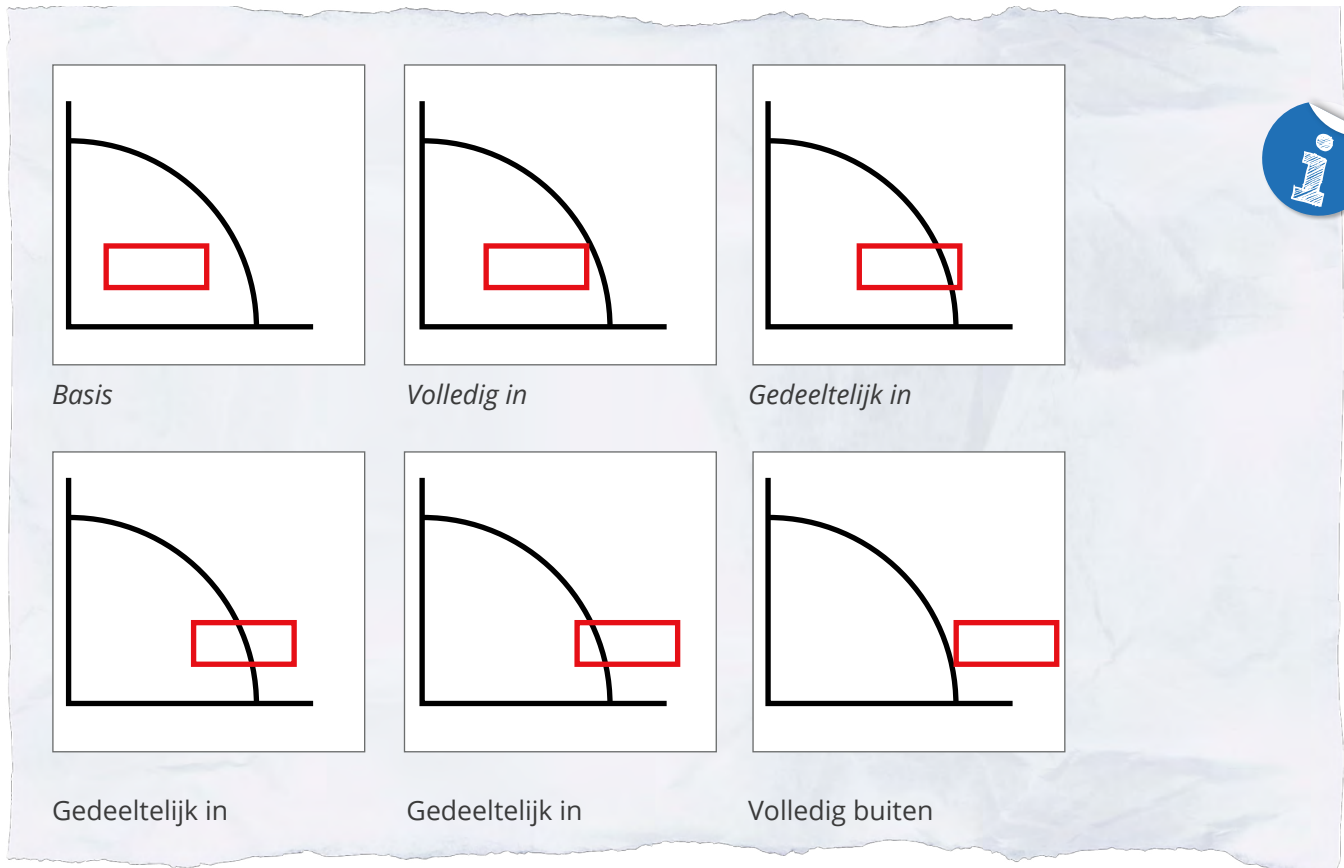 Basis
Volledig in
Gedeeltelijk in
Gedeeltelijk in
Gedeeltelijk in
Volledig buiten